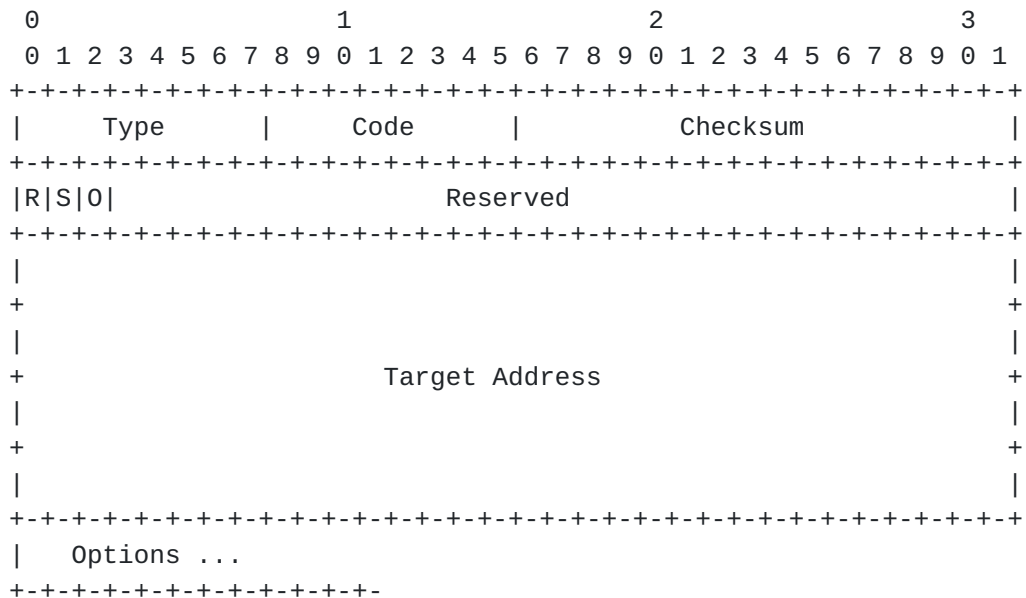 0                   1                   2                   3
 0 1 2 3 4 5 6 7 8 9 0 1 2 3 4 5 6 7 8 9 0 1 2 3 4 5 6 7 8 9 0 1
+-+-+-+-+-+-+-+-+-+-+-+-+-+-+-+-+-+-+-+-+-+-+-+-+-+-+-+-+-+-+-+-+
|     Type      |     Code      |          Checksum             |
+-+-+-+-+-+-+-+-+-+-+-+-+-+-+-+-+-+-+-+-+-+-+-+-+-+-+-+-+-+-+-+-+
|R|S|O|                     Reserved                            |
+-+-+-+-+-+-+-+-+-+-+-+-+-+-+-+-+-+-+-+-+-+-+-+-+-+-+-+-+-+-+-+-+
|                                                               |
+                                                               +
|                                                               |
+                       Target Address                          +
|                                                               |
+                                                               +
|                                                               |
+-+-+-+-+-+-+-+-+-+-+-+-+-+-+-+-+-+-+-+-+-+-+-+-+-+-+-+-+-+-+-+-+
|   Options ...
+-+-+-+-+-+-+-+-+-+-+-+-